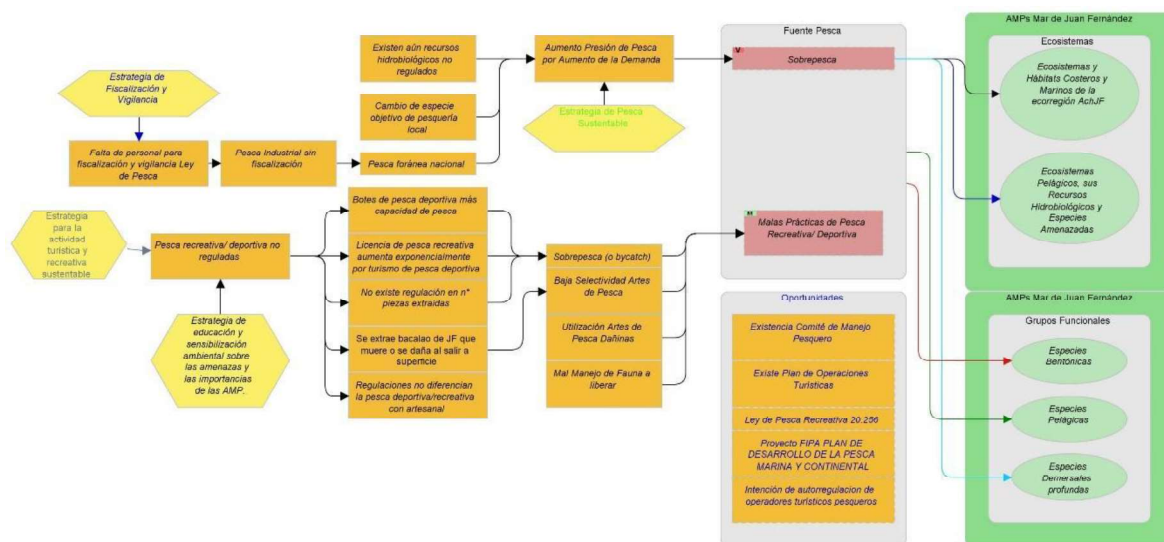 Estrategia de
Fiscalización y
Vigilancia
Falta de personal para
fiscalización y vigilancia Ley
de Pesca
Pesca Industrial sin
fiscalización
Existen aún recursos
hidrobiológicos no
regulados
Cambio de especie
objetivo de pesquería
local
Pesca foránea nacional
Aumento Presión de Pesca
por Aumento de la Demanda
Estrategia de Pesca
Sustentable
Estrategia
para la
actividad
turística y
recreativa
sustentable
Pesca recreativa/ deportiva no
reguladas
Estrategia de
educación y
sensibilización
ambiental sobre
las amenazas y
las importancias
de las AMP.
Botes de pesca deportiva más
capacidad de pesca
Licencia de pesca recreativa
aumenta exponencialmente
por turismo de pesca deportiva
No existe regulación en n°
piezas extraidas
Se extrae bacalao de JF que
muere o se daña al salir a
superficie
Regulaciones no diferencian
la pesca deportiva/recreativa
con artesanal
Sobrepesca (o bycatch)
Baja Selectividad Artes de
Pesca
Utilización Artes de
Pesca Dañinas
Mal Manejo de Fauna a
liberar
Fuente Pesca
V
Sobrepesca
M
Malas Prácticas de Pesca
Recreativa/ Deportiva
Oportunidades
Existencia Comité de Manejo
Pesquero
Existe Plan de Operaciones
Turísticas
Ley de Pesca Recreativa 20.256
Proyecto FIPA PLAN DE
DESARROLLO DE LA PESCA
MARINA Y CONTINENTAL
Intención de autorregulacion de
operadores turísticos pesqueros
AMPs Mar de Juan Fernández
Ecosistemas
Ecosistemas y
Hábitats Costeros y
Marinos de la
ecorregión AchJF
Ecosistemas
Pelágicos, sus
Recursos
Hidrobiológicos y
Especies
Amenazadas
AMPs Mar de Juan Fernández
Grupos Funcionales
Especies
Bentónicas
Especies
Pelágicas
Especies
Demersales
profundas